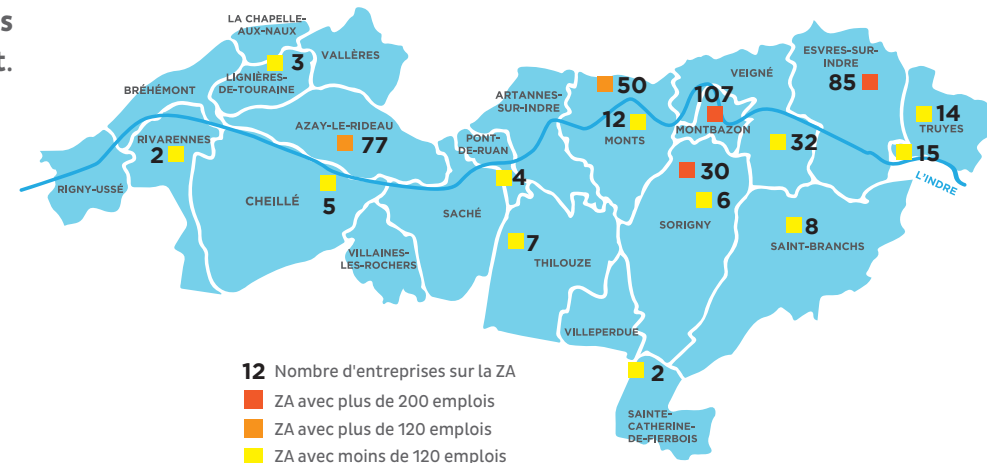 s
t.
LA CHAPELLE-
AUX-NAUX
3
LIGNIÈRES-
DE-TOURAINE
VALLÈRES
BRÉHÉMONT
RIVARENNES
2
RIGNY-USSÉ
AZAY-LE-RIDEAU
77
CHEILLÉ
5
VILLAINES-
LES-ROCHERS
SACHÉ
PONT-
DE-RUAN
4
ARTANNES-
SUR-INDRE
7
THILOUZE
50
12
MONTS
VILLEPERDUE
107
MONTBAZON
VEIGNÉ
32
30
6
SORIGNY
ESVRES-SUR-
INDRE
85
14
TRUYES
15
L'INDRE
8
SAINT-BRANCHS
2
SAINTE-
CATHERINE-
DE-FIERBOIS
12 Nombre d'entreprises sur la ZA
ZA avec plus de 200 emplois
ZA avec plus de 120 emplois
ZA avec moins de 120 emplois